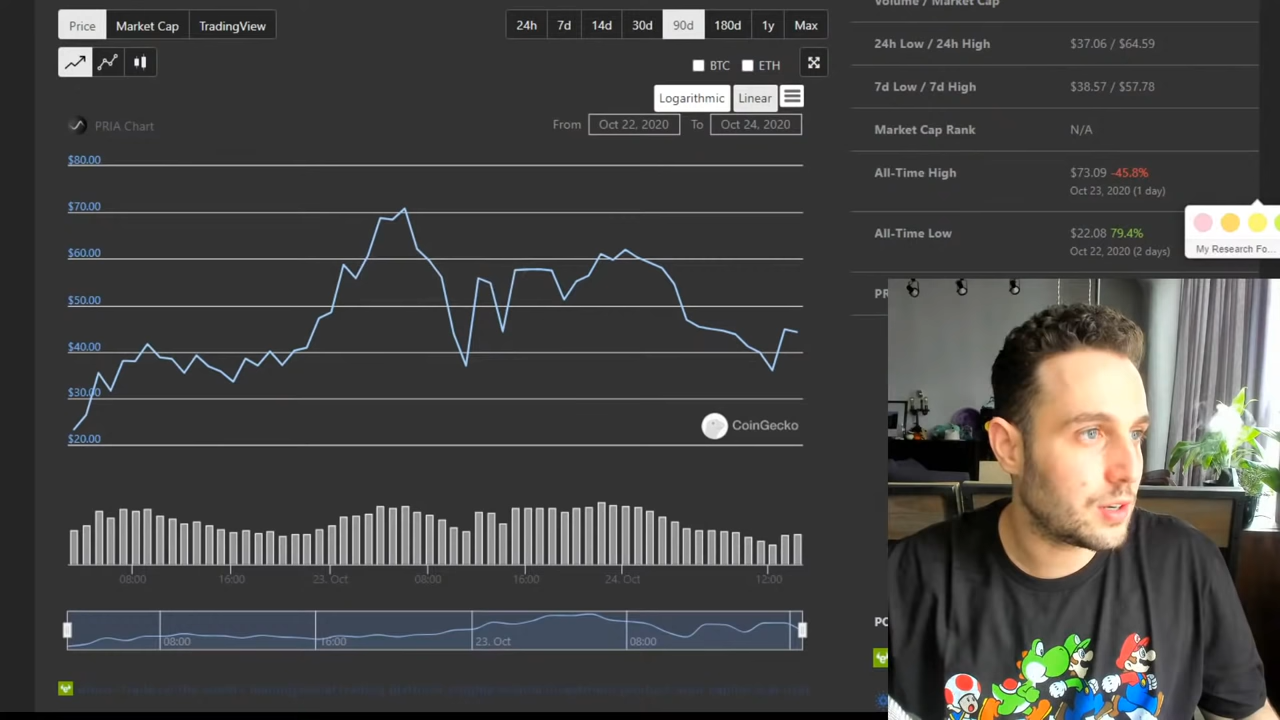 Price Market Cap TradingView
24h 7d 14d 30d 90d 180d 1y Max
BTC ETH
Logarithmic Linear
PRIA Chart
From Oct 22, 2020 To Oct 24, 2020
$80.00
$70.00
$60.00
$50.00
$40.00
$30.00
$20.00
CoinGecko
08:00 16:00 23. Oct 08:00 16:00 24. Oct 12:00
08:00 16:00 23. Oct 08:00
Volume / Market Cap
24h Low / 24h High $37.06 / $64.59
7d Low / 7d High $38.57 / $57.78
Market Cap Rank N/A
All-Time High $73.09 -45.8%
Oct 23, 2020 (1 day)
All-Time Low $22.08 79.4%
Oct 22, 2020 (2 days)
My Research Fo...
PR
PO